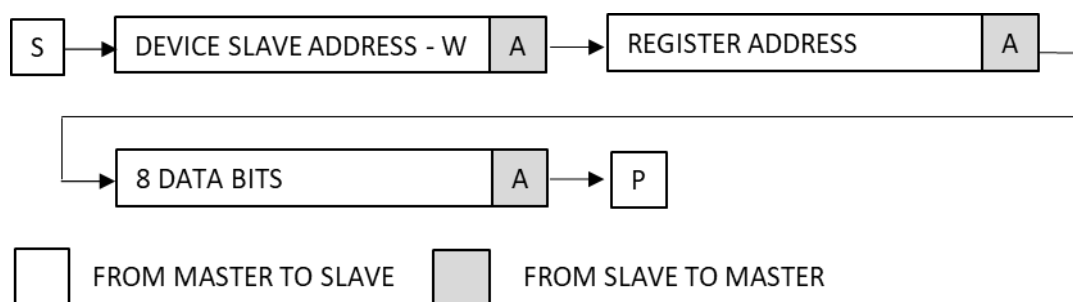 S DEVICE SLAVE ADDRESS - W A REGISTER ADDRESS A
8 DATA BITS A P
FROM MASTER TO SLAVE FROM SLAVE TO MASTER